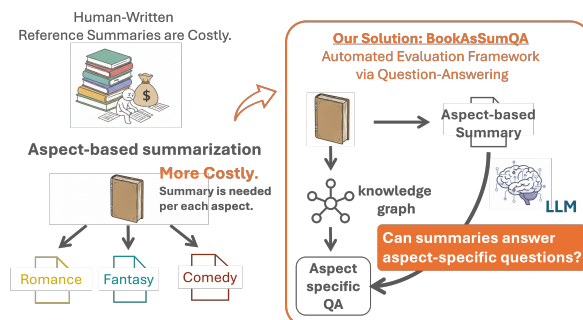 Human-Written
Reference Summaries are Costly.
$
Aspect-based summarization
More Costly.
Summary is needed
per each aspect.
Romance
Fantasy
Comedy
Our Solution: BookAsSumQA
Automated Evaluation Framework
via Question-Answering
Aspect-based
Summary
knowledge
graph
LLM
Can summaries answer
aspect-specific questions?
Aspect
specific
QA